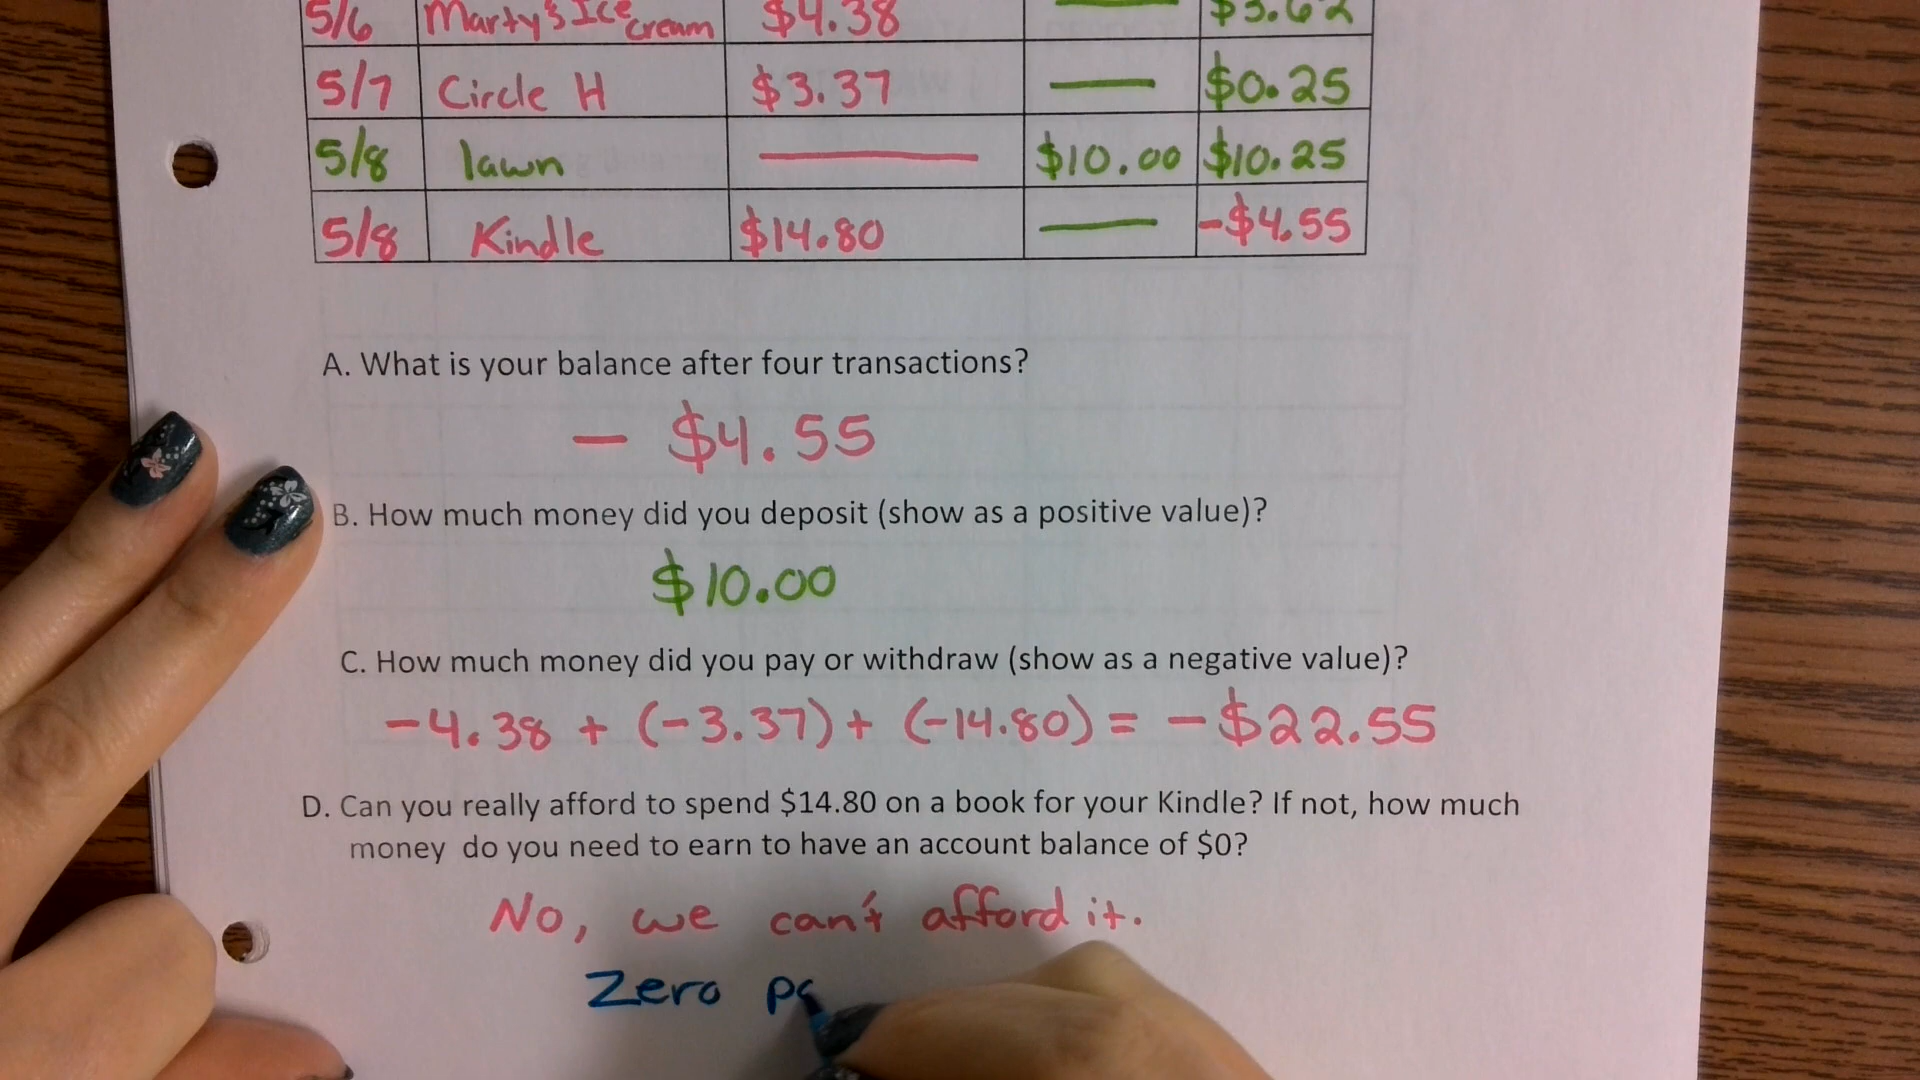 5/6 Marty's Ice cream $4.38 — $3.62
5/7 Circle H $3.37 — $0.25
5/8 lawn — $10.00 $10.25
5/8 Kindle $14.80 — -$4.55
A. What is your balance after four transactions?
- $4.55
B. How much money did you deposit (show as a positive value)?
$10.00
C. How much money did you pay or withdraw (show as a negative value)?
-4.38 + (-3.37) + (-14.80) = -$22.55
D. Can you really afford to spend $14.80 on a book for your Kindle? If not, how much
money do you need to earn to have an account balance of $0?
No, we can't afford it.
Zero